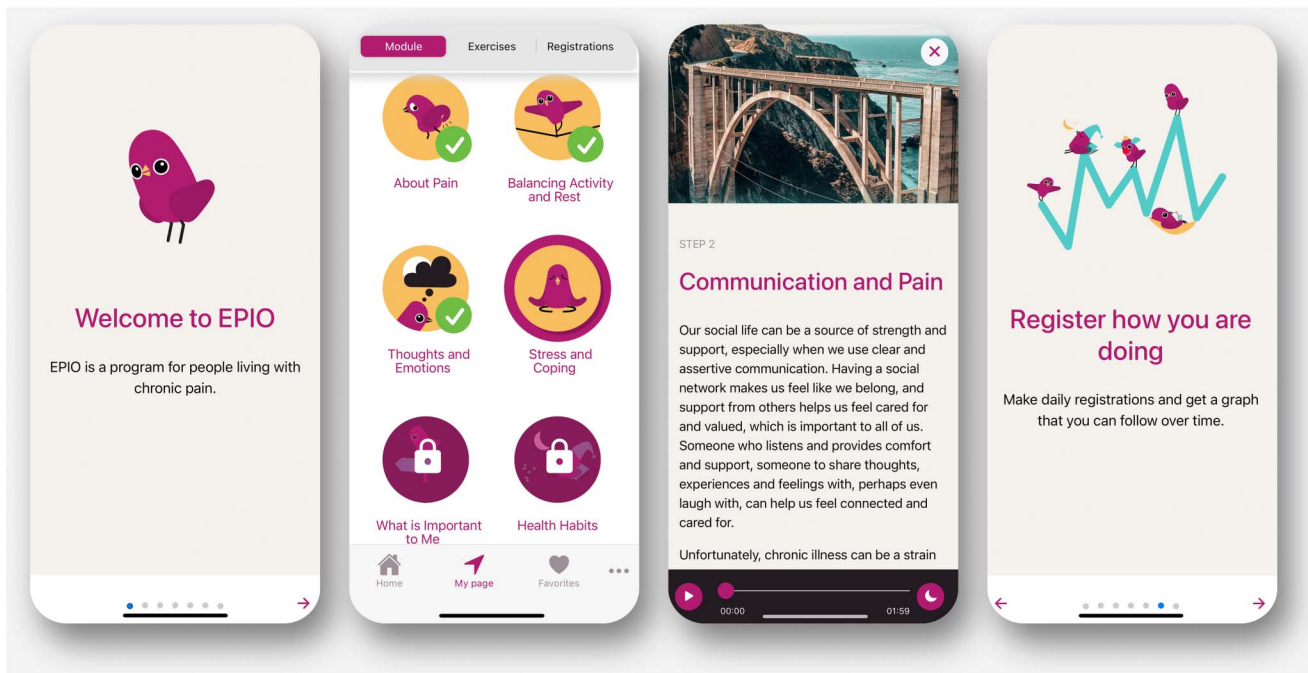 Welcome to EPIO
EPIO is a program for people living with
chronic pain.
Module
Exercises
Registrations
About Pain
Balancing Activity
and Rest
Thoughts and
Emotions
Stress and
Coping
What is Important
to Me
Health Habits
Home
My page
Favorites
STEP 2
Communication and Pain
Our social life can be a source of strength and
support, especially when we use clear and
assertive communication. Having a social
network makes us feel like we belong, and
support from others helps us feel cared for
and valued, which is important to all of us.
Someone who listens and provides comfort
and support, someone to share thoughts,
experiences and feelings with, perhaps even
laugh with, can help us feel connected and
cared for.
Unfortunately, chronic illness can be a strain
00:00
01:59
Register how you are
doing
Make daily registrations and get a graph
that you can follow over time.